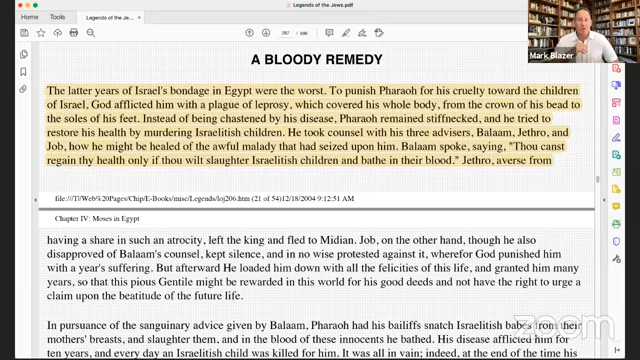 Home
Tools
Legends of the Je...
287
Mark Blazer
A BLOODY REMEDY
The latter years of Israel's bondage in Egypt were the worst. To punish Pharaoh for his cruelty toward the children
of Israel, God afflicted him with a plague of leprosy, which covered his whole body, from the crown of his head to
the soles of his feet. Instead of being chastened by his disease, Pharaoh remained stiffnecked, and he tried to
restore his health by murdering Israelitish children. He took counsel with his three advisers, Balaam, Jethro, and
Job, how he might be healed of the awful malady that had seized upon him. Balaam spoke, saying, "Thou canst
regain thy health only if thou wilt slaughter Israelitish children and bathe in their blood." Jethro, averse from
file:///T|/Web%20Pages/Chip/E-Books/misc/Legends/loj206.htm (21 of 54)12/18/2004 9:12:51 AM
Chapter IV: Moses in Egypt
having a share in such an atrocity, left the king and fled to Midian. Job, on the other hand, though he also
disapproved of Balaam's counsel, kept silence, and in no wise protested against it, wherefor God punished him
with a year's suffering. But afterward He loaded him down with all the felicities of this life, and granted him many
years, so that this pious Gentile might be rewarded in this world for his good deeds and not have the right to urge a
claim upon the beatitude of the future life.
In pursuance of the sanguinary advice given by Balaam, Pharaoh had his bailiffs snatch Israelitish babes from their
mothers' breasts, and slaughter them, and in the blood of these innocents he bathed. His disease afflicted him for
ten years, and every day an Israelitish child was killed for him. It was all in vain; indeed, at the end of the time his
zoom